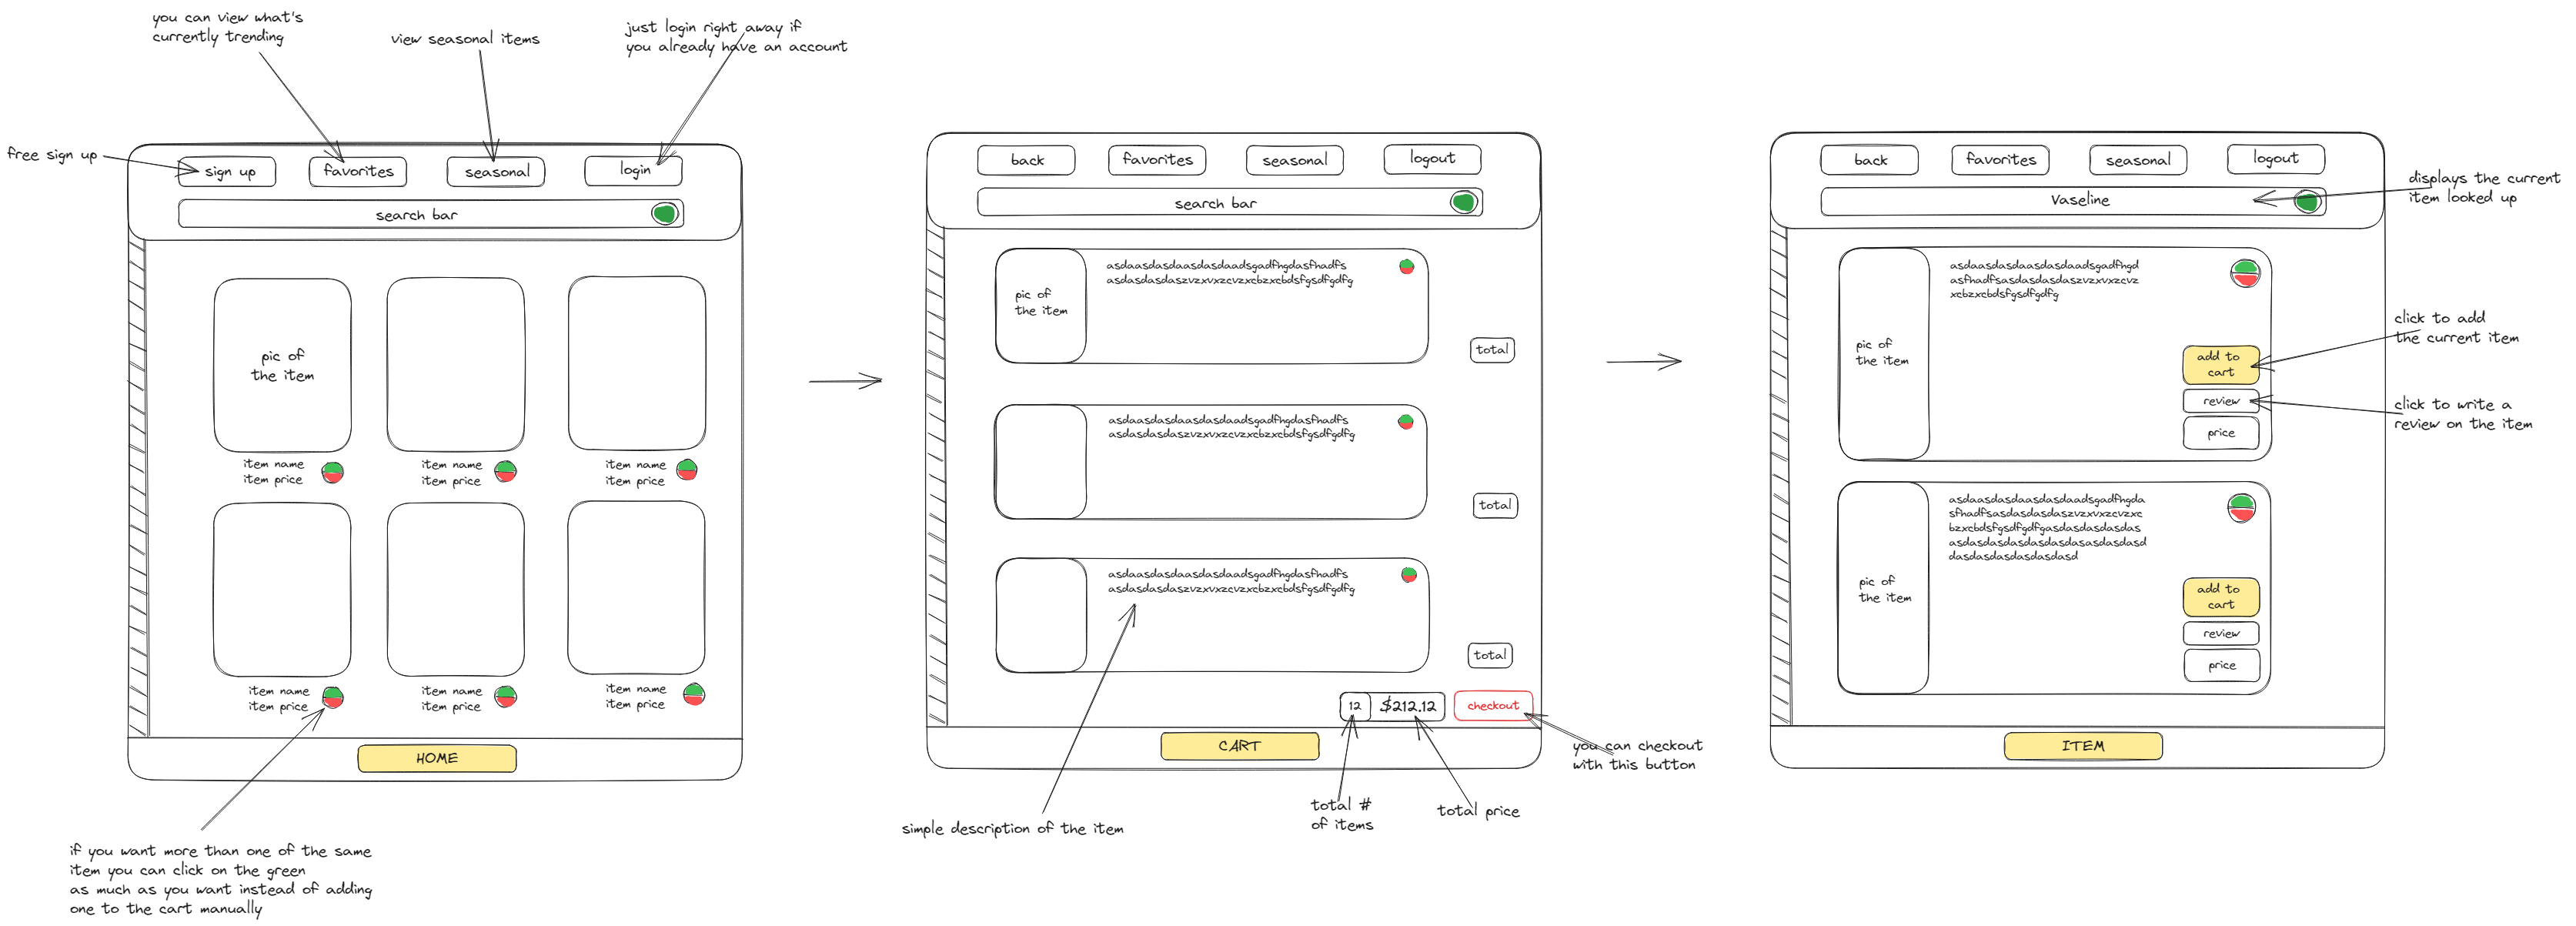 you can view what's
currently trending
view seasonal items
just login right away if
you already have an account
free sign up
sign up
favorites
seasonal
login
search bar
pic of
the item
item name
item price
item name
item price
item name
item price
item name
item price
item name
item price
item name
item price
HOME
if you want more than one of the same
item you can click on the green
as much as you want instead of adding
one to the cart manually
back
favorites
seasonal
logout
search bar
pic of
the item
asdaasdasdaasdasdaadsgadfhgdasfhadfs
asdasdasdaszvzxvxzcvzxcbzxcbdsfgsdfgdfg
total
asdaasdasdaasdasdaadsgadfhgdasfhadfs
asdasdasdaszvzxvxzcvzxcbzxcbdsfgsdfgdfg
total
asdaasdasdaasdasdaadsgadfhgdasfhadfs
asdasdasdaszvzxvxzcvzxcbzxcbdsfgsdfgdfg
total
12
$212.12
checkout
CART
simple description of the item
total #
of items
total price
you can checkout
with this button
back
favorites
seasonal
logout
Vaseline
displays the current
item looked up
pic of
the item
asdaasdasdaasdasdaadsgadfhgd
asfhadfsasdasdasdaszvzxvxzcvz
xcbzxcbdsfgsdfgdfg
add to
cart
review
price
click to add
the current item
click to write a
review on the item
pic of
the item
asdaasdasdaasdasdaadsgadfhgda
sfhadfsasdasdasdaszvzxvxzcvzxc
bzxcbdsfgsdfgdfgasdasdasdasdas
asdasdasdasdasdasdasasdasdasd
dasdasdasdasdasdasd
add to
cart
review
price
ITEM